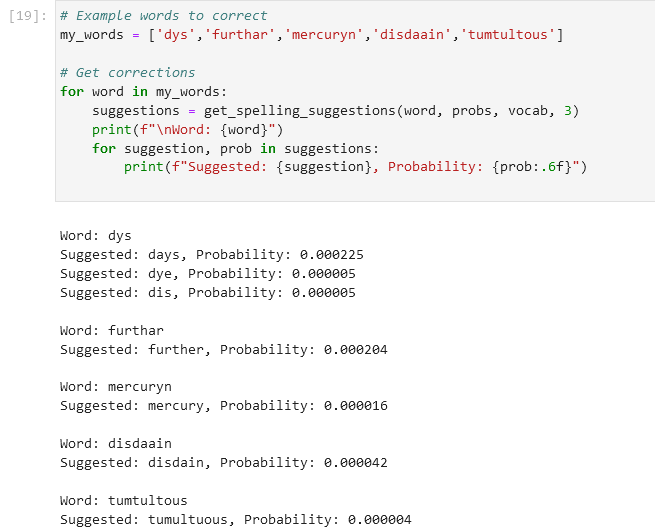 [19]: # Example words to correct
my_words = ['dys','furthar','mercuryn','disdaain','tumtultous']

# Get corrections
for word in my_words:
    suggestions = get_spelling_suggestions(word, probs, vocab, 3)
    print(f"\nWord: {word}")
    for suggestion, prob in suggestions:
        print(f"Suggested: {suggestion}, Probability: {prob:.6f}")

Word: dys
Suggested: days, Probability: 0.000225
Suggested: dye, Probability: 0.000005
Suggested: dis, Probability: 0.000005

Word: furthar
Suggested: further, Probability: 0.000204

Word: mercuryn
Suggested: mercury, Probability: 0.000016

Word: disdaain
Suggested: disdain, Probability: 0.000042

Word: tumtultous
Suggested: tumultuous, Probability: 0.000004